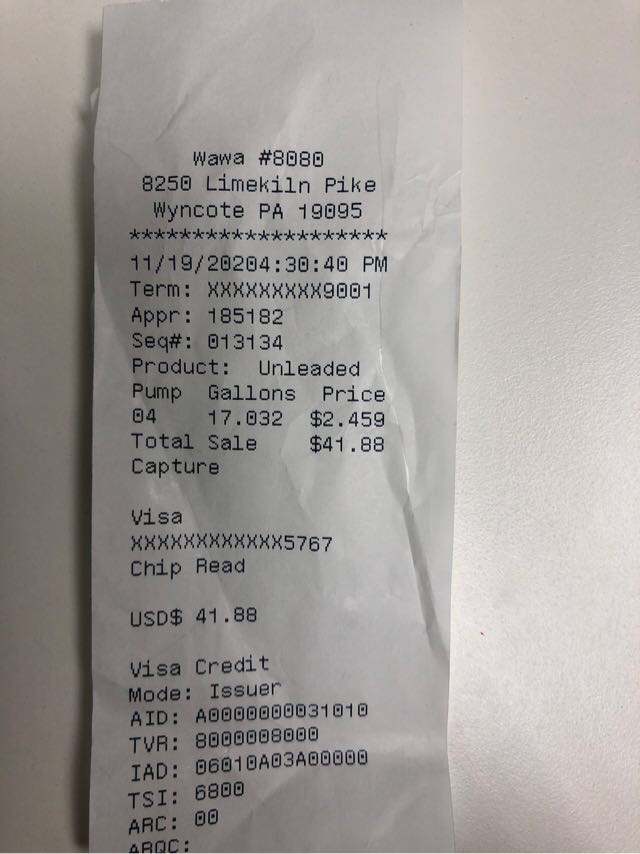 Wawa #8080
8250 Limekiln Pike
Wyncote PA 19095
********************
11/19/20204:30:40 PM
Term: XXXXXXXXX9001
Appr: 185182
Seq#: 013134
Product: Unleaded
Pump Gallons Price
04 17.032 $2.459
Total Sale $41.88
Capture
Visa
XXXXXXXXXXXX5767
Chip Read
USD$ 41.88
Visa Credit
Mode: Issuer
AID: A0000000031010
TVR: 8000008000
IAD: 06010A03A00000
TSI: 6800
ARC: 00
ARQC: